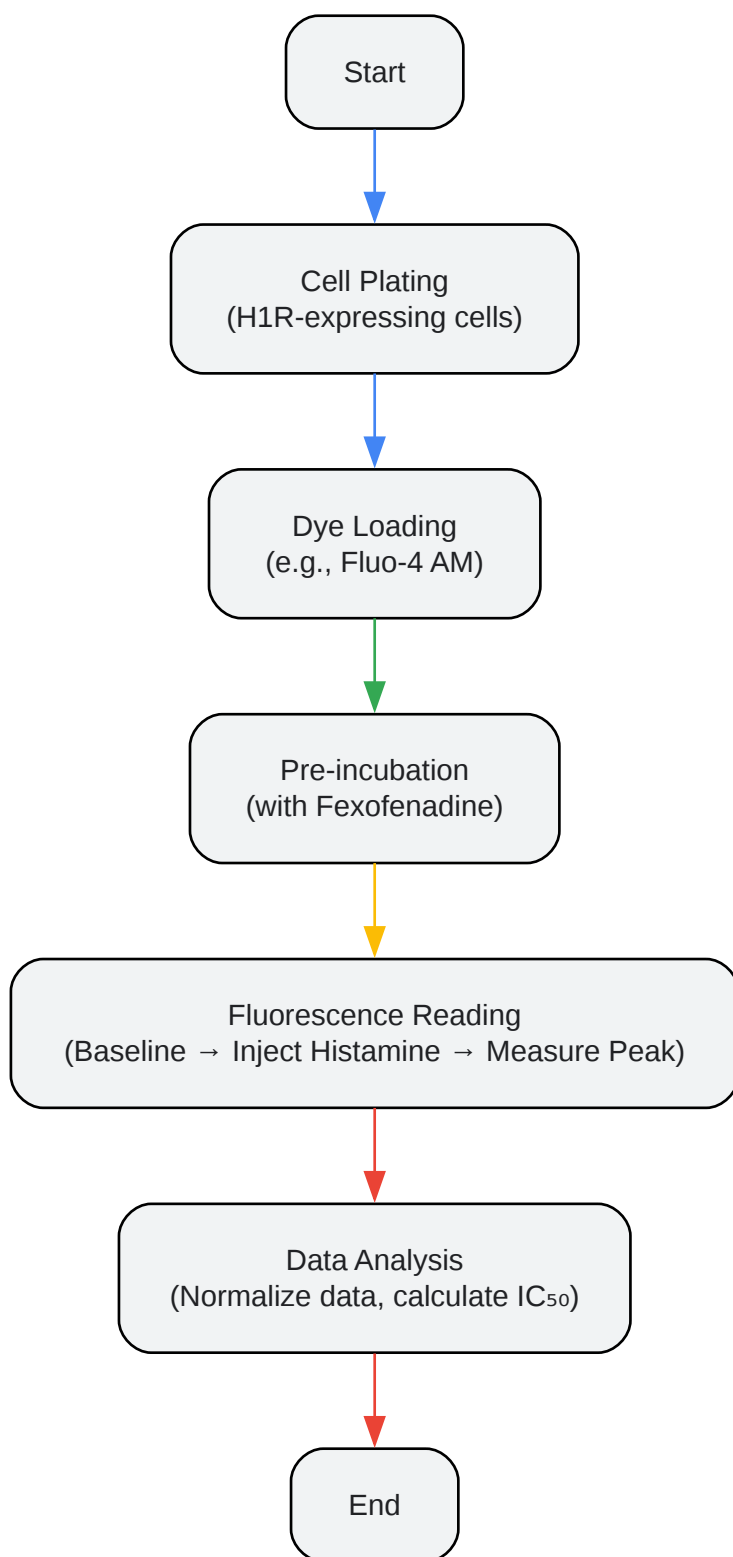 Start
Cell Plating
(H1R-expressing cells)
Dye Loading
(e.g., Fluo-4 AM)
Pre-incubation
(with Fexofenadine)
Fluorescence Reading
(Baseline → Inject Histamine → Measure Peak)
Data Analysis
(Normalize data, calculate IC₅₀)
End